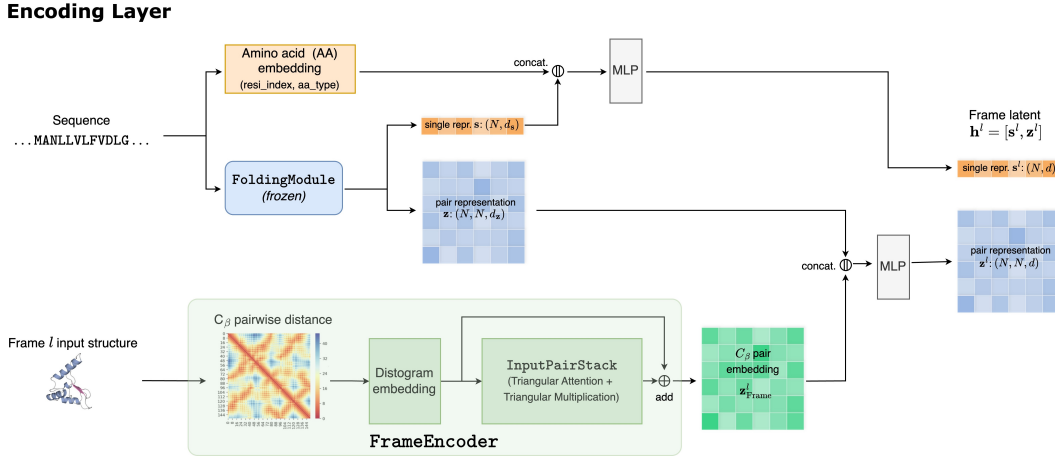 Encoding Layer
Amino acid (AA)
embedding
(resi_index, aa_type)
concat.
MLP
Sequence
...MANLLVLFVDLG...
single repr. s: (N, d_s)
Frame latent
h^l = [s^l, z^l]
single repr. s^l: (N, d)
FoldingModule
(frozen)
pair representation
z: (N, N, d_z)
concat.
MLP
pair representation
z^l: (N, N, d)
Frame l input structure
C_β pairwise distance
Distogram
embedding
InputPairStack
(Triangular Attention +
Triangular Multiplication)
add
FrameEncoder
C_β pair
embedding
z^l_Frame